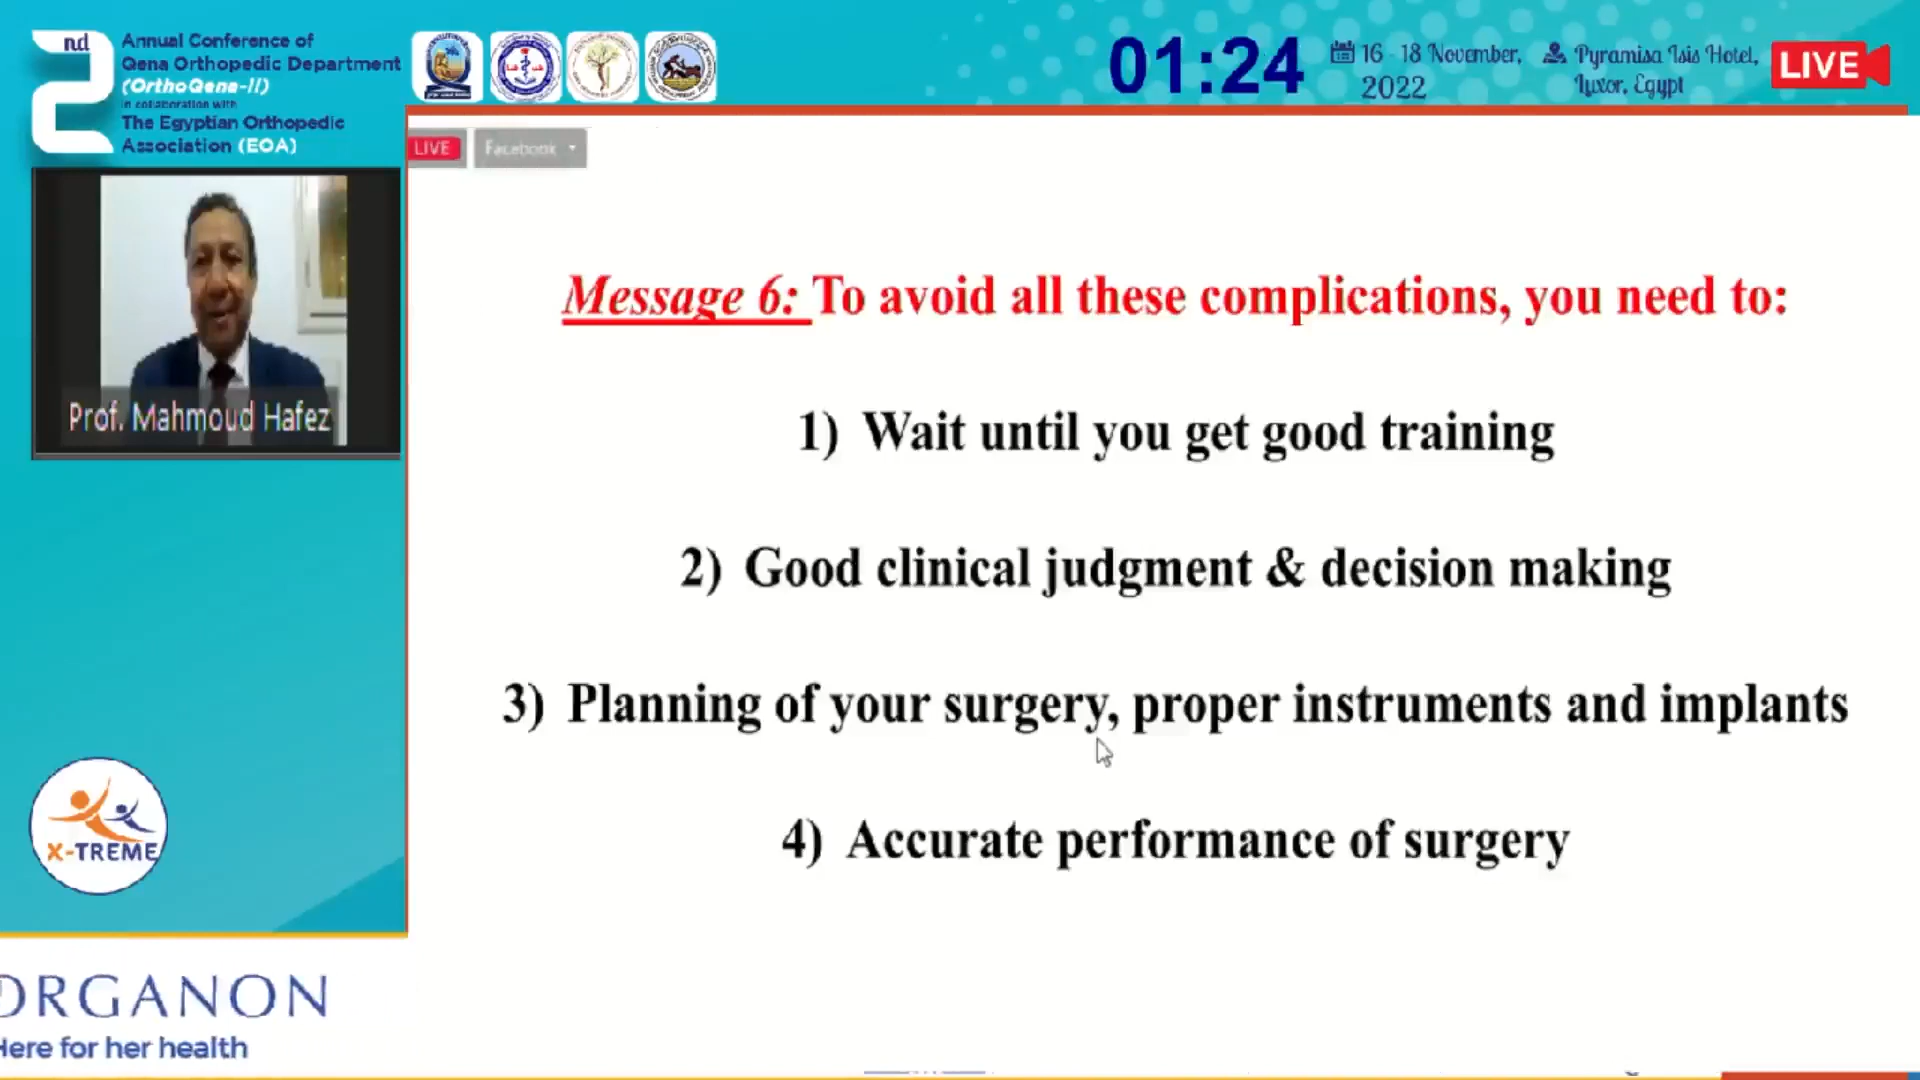 2nd
Annual Conference of
Qena Orthopedic Department
(OrthoQena-II)
in collaboration with
The Egyptian Orthopedic
Association (EOA)
01:24
16 - 18 November,
2022
Pyramisa Isis Hotel,
Luxor, Egypt
LIVE
LIVE
Facebook
Prof. Mahmoud Hafez
Message 6: To avoid all these complications, you need to:
1) Wait until you get good training
2) Good clinical judgment & decision making
3) Planning of your surgery, proper instruments and implants
4) Accurate performance of surgery
X-TREME
ORGANON
Here for her health